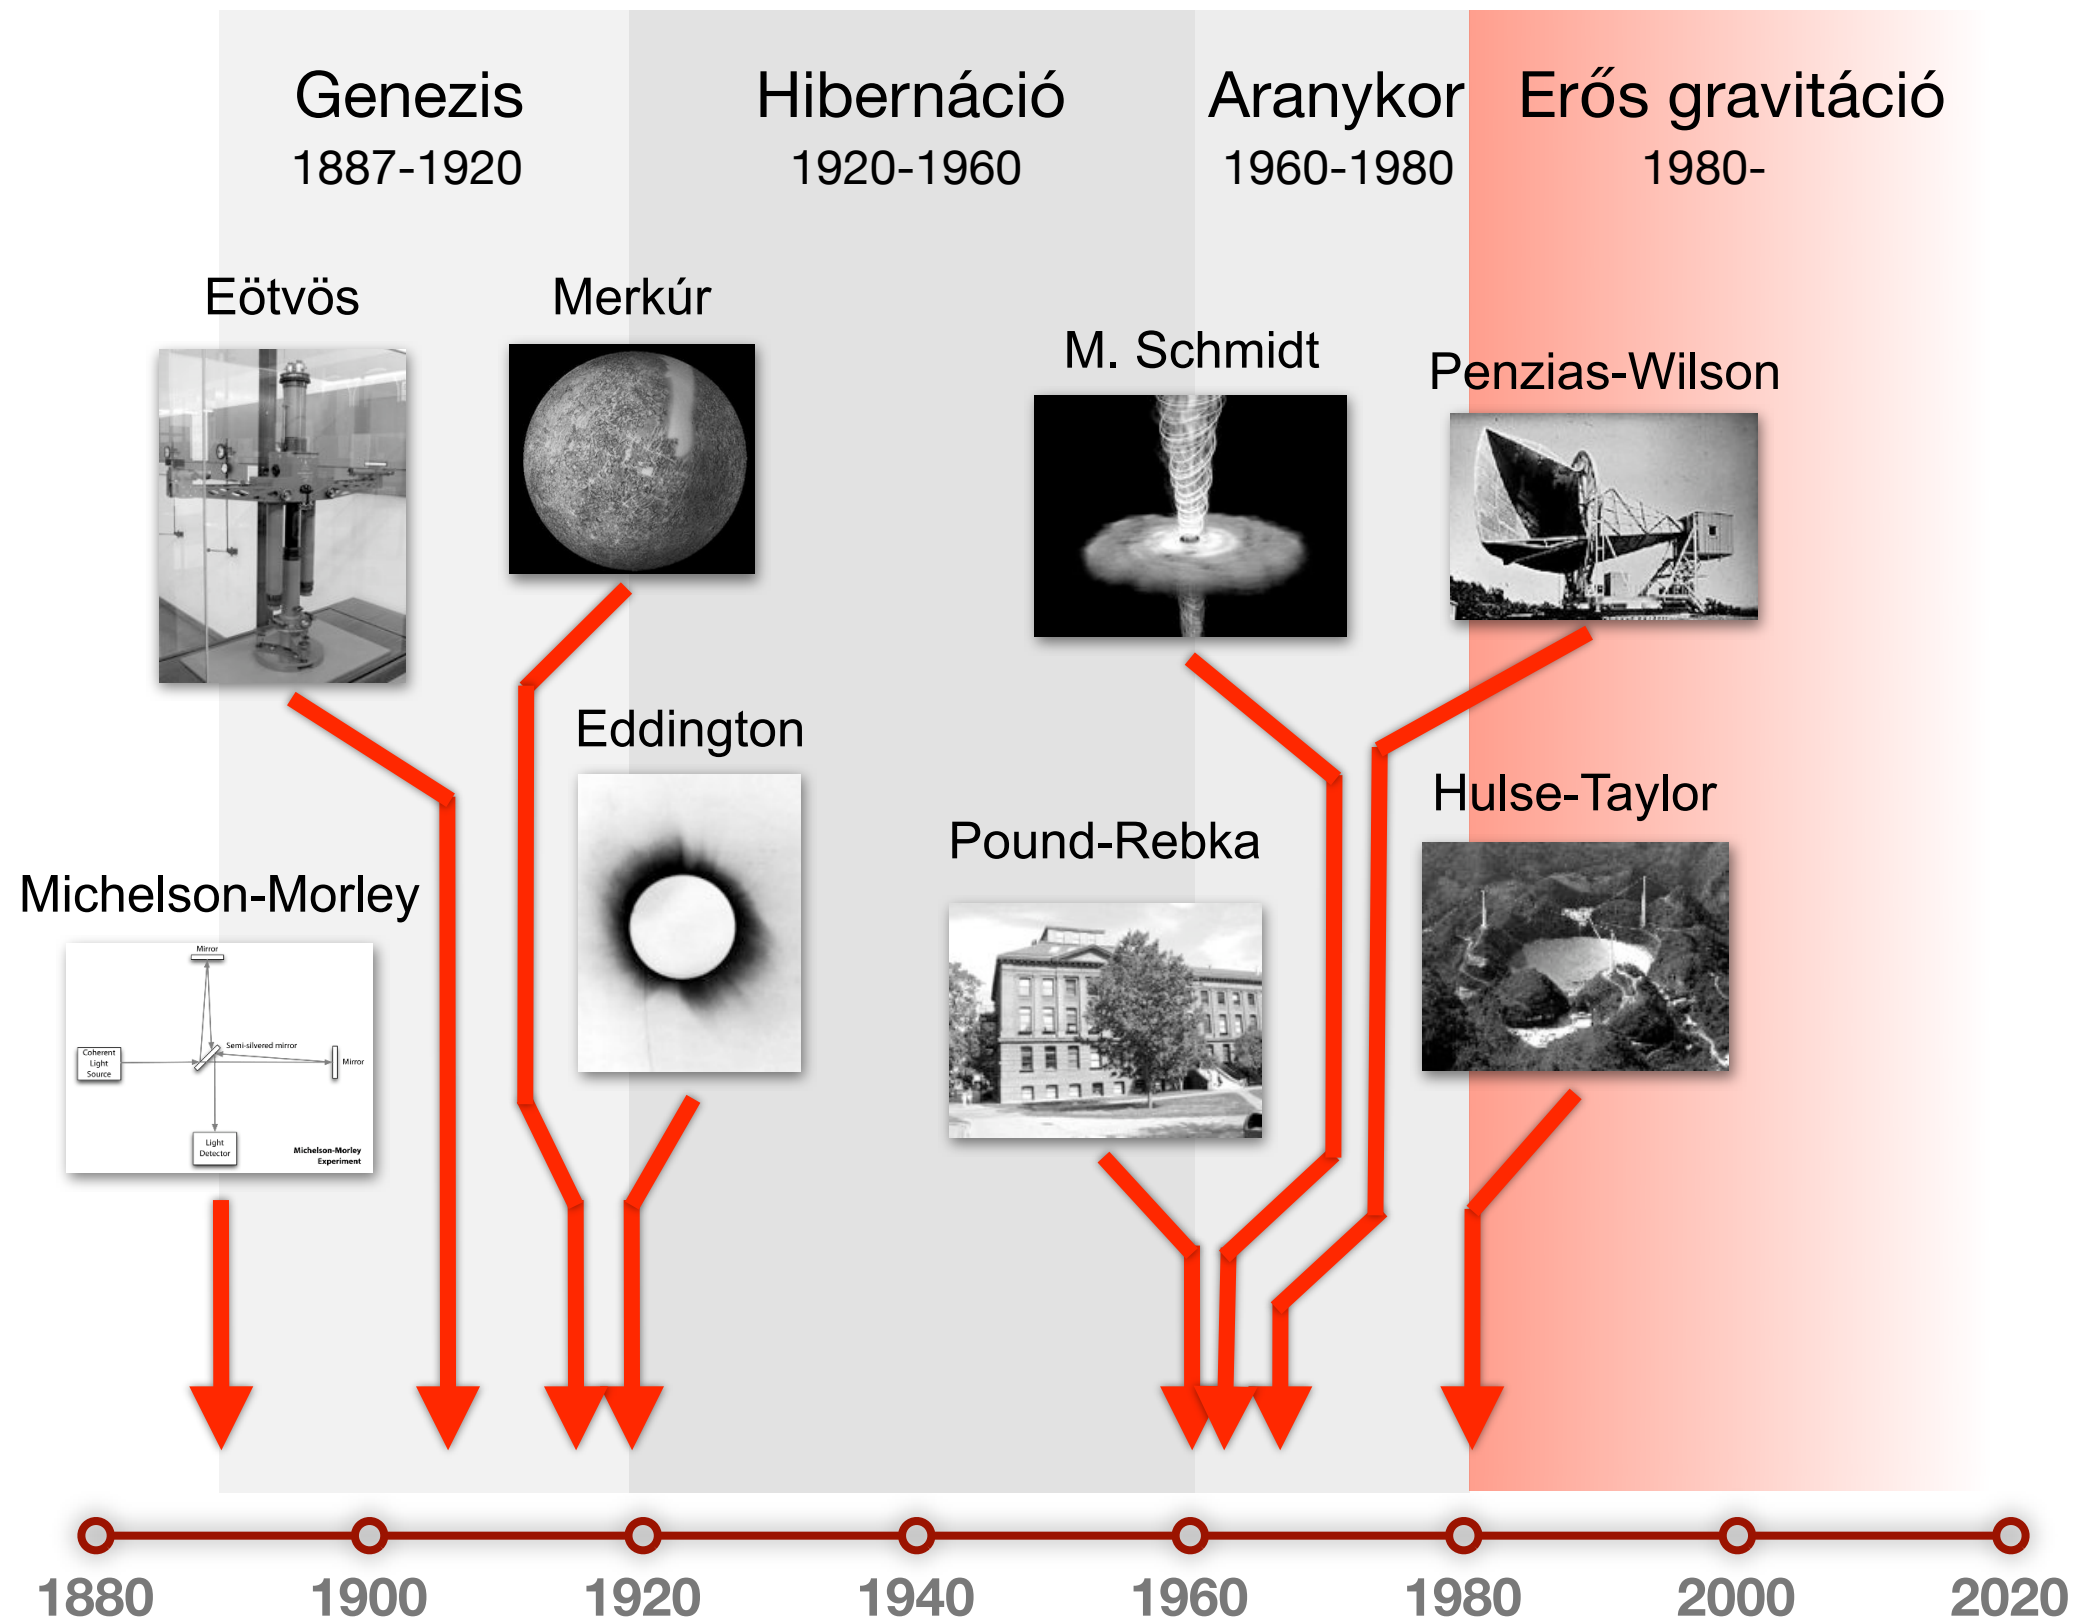 Genezis
1887-1920
Hibernáció
1920-1960
Aranykor
1960-1980
Erős gravitáció
1980-
Eötvös
Merkúr
M. Schmidt
Penzias-Wilson
Eddington
Hulse-Taylor
Pound-Rebka
Michelson-Morley
Mirror
Semi-silvered mirror
Coherent
Light
Source
Mirror
Light
Detector
Michelson-Morley
Experiment
1880
1900
1920
1940
1960
1980
2000
2020